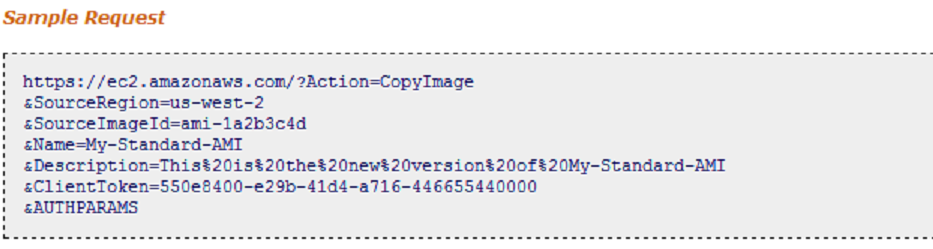 Sample Request
https://ec2.amazonaws.com/?Action=CopyImage
&SourceRegion=us-west-2
&SourceImageId=ami-1a2b3c4d
&Name=My-Standard-AMI
&Description=This%20is%20the%20new%20version%20of%20My-Standard-AMI
&ClientToken=550e8400-e29b-41d4-a716-446655440000
&AUTHPARAMS